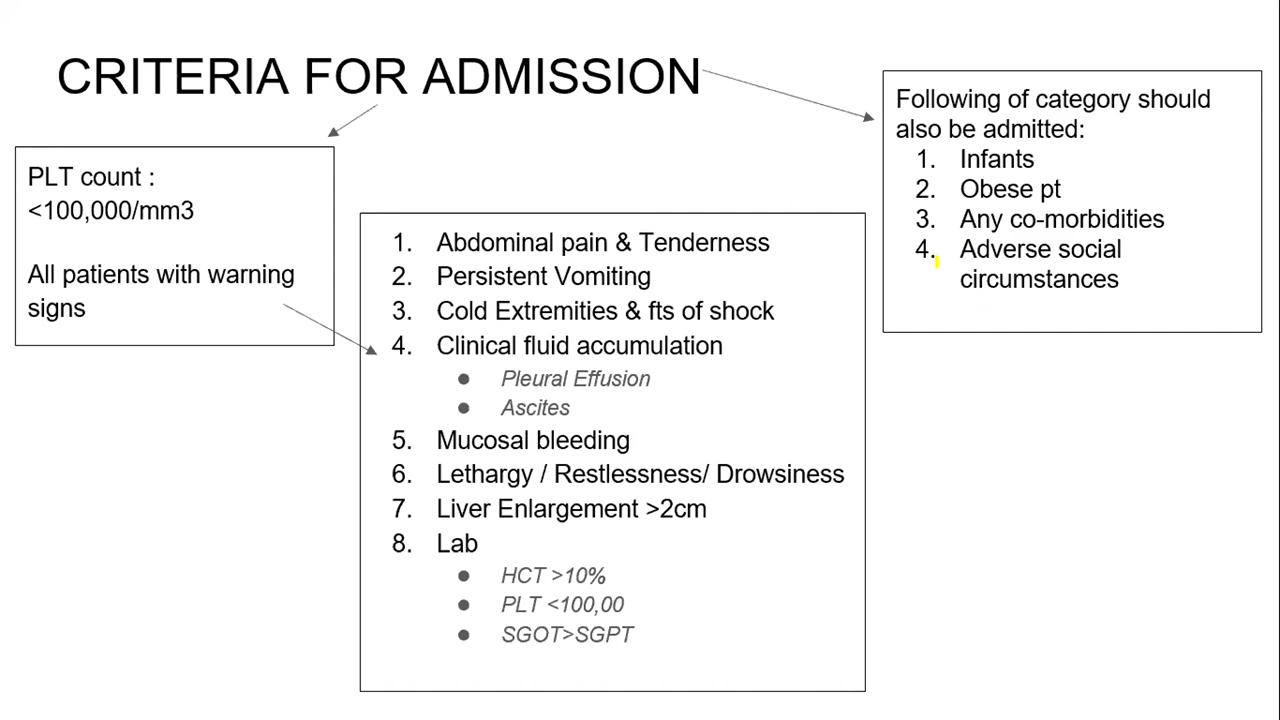 CRITERIA FOR ADMISSION
PLT count :
<100,000/mm3
All patients with warning
signs
1. Abdominal pain & Tenderness
2. Persistent Vomiting
3. Cold Extremities & fts of shock
4. Clinical fluid accumulation
● Pleural Effusion
● Ascites
5. Mucosal bleeding
6. Lethargy / Restlessness/ Drowsiness
7. Liver Enlargement >2cm
8. Lab
● HCT >10%
● PLT <100,00
● SGOT>SGPT
Following of category should
also be admitted:
1. Infants
2. Obese pt
3. Any co-morbidities
4. Adverse social
circumstances